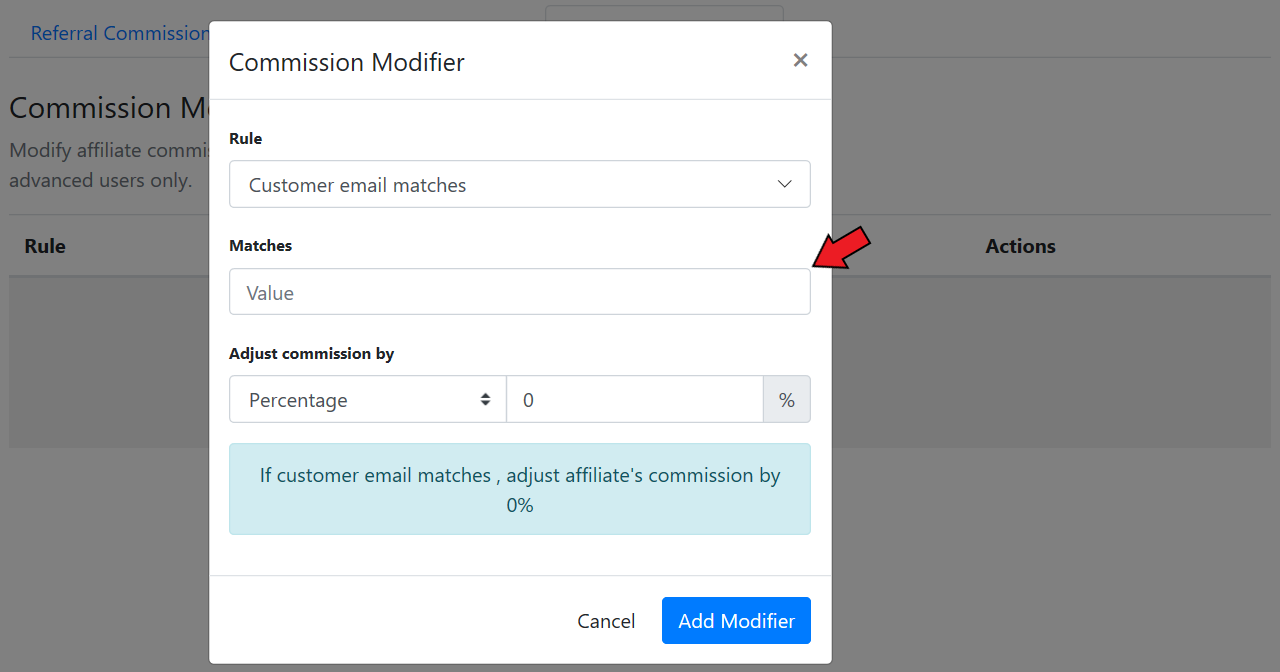 Referral Commission
Commission Modifier
×
Commission M
Modify affiliate commis
advanced users only.
Rule
Actions
Rule
Customer email matches
Matches
Value
Adjust commission by
Percentage
0
%
If customer email matches , adjust affiliate's commission by
0%
Cancel
Add Modifier